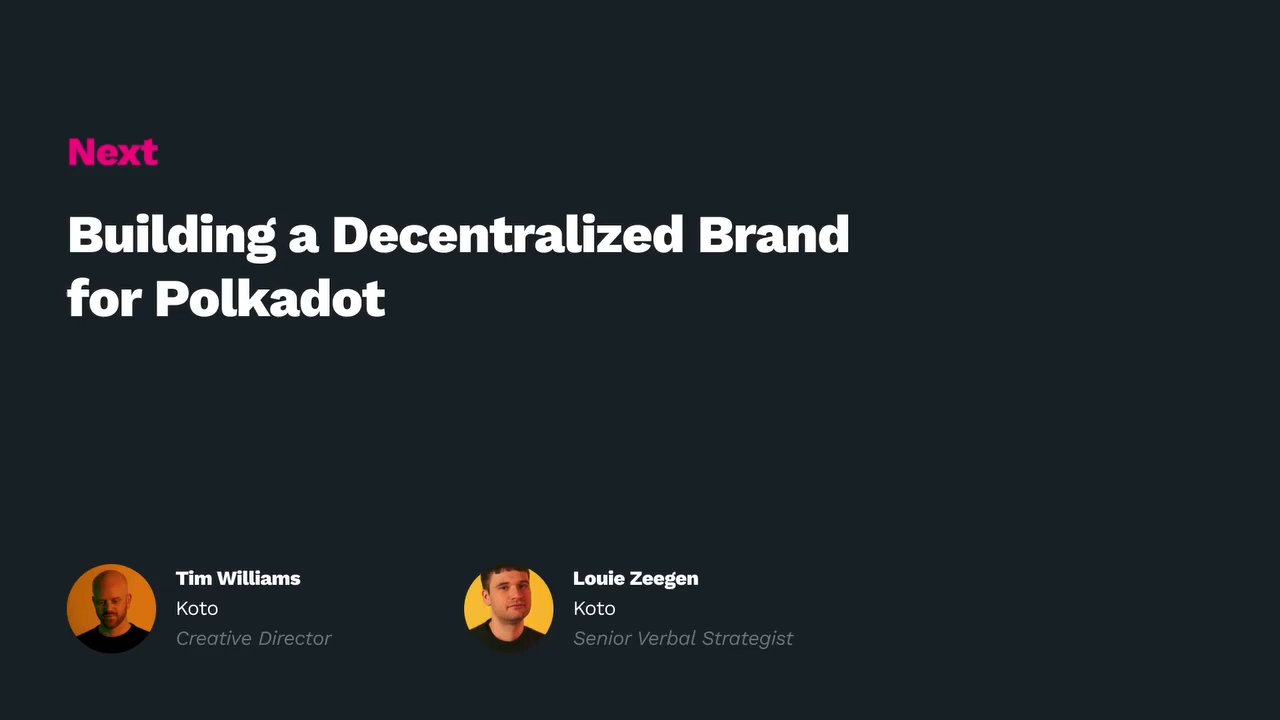 Next
Building a Decentralized Brand
for Polkadot
Tim Williams
Koto
Creative Director
Louie Zeegen
Koto
Senior Verbal Strategist